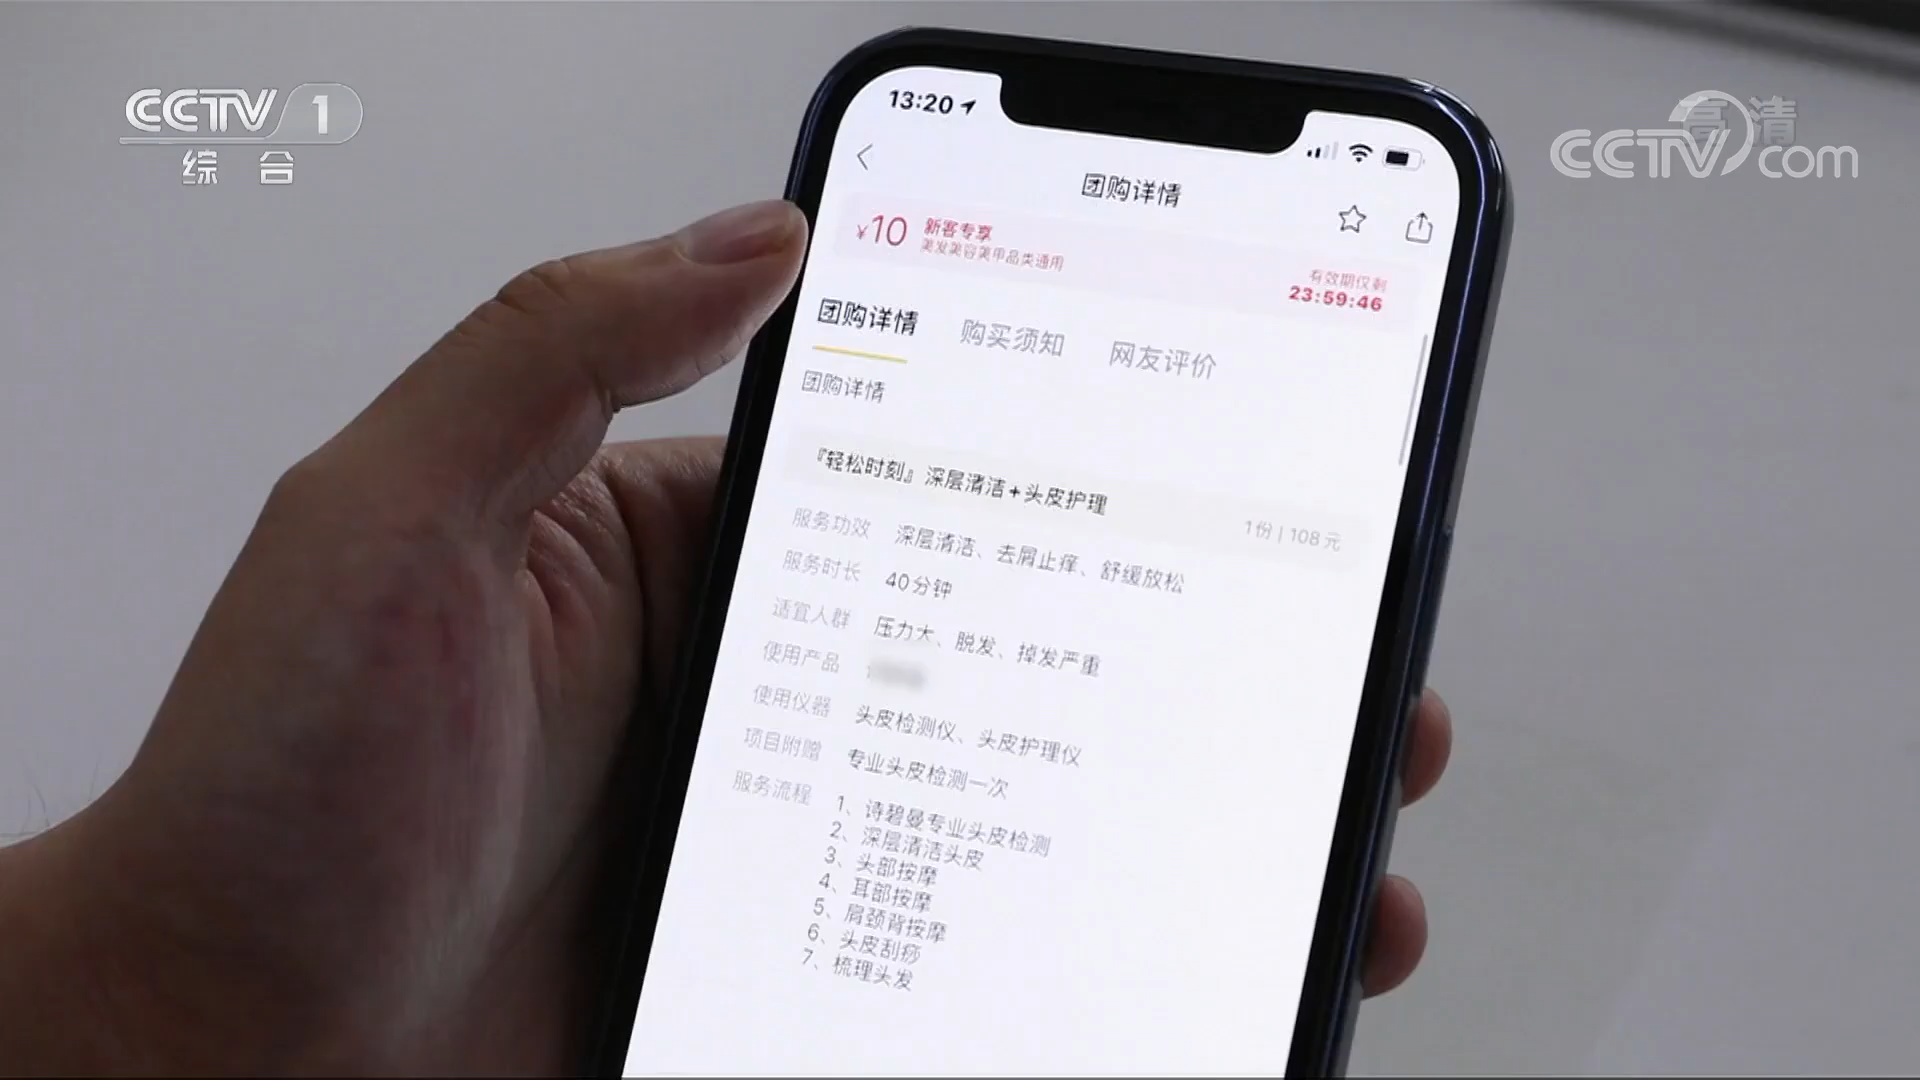 CCTV 1
综合
高清
CCTV.com
13:20
团购详情
¥10 新客专享
美发美容美甲品类通用
有效期仅剩
23:59:46
团购详情 购买须知 网友评价
团购详情
『轻松时刻』深层清洁+头皮护理 1份 | 108元
服务功效 深层清洁、去屑止痒、舒缓放松
服务时长 40分钟
适宜人群 压力大、脱发、掉发严重
使用产品
使用仪器 头皮检测仪、头皮护理仪
项目附赠 专业头皮检测一次
服务流程 1、诗碧曼专业头皮检测
2、深层清洁头皮
3、头部按摩
4、耳部按摩
5、肩颈背按摩
6、头皮刮痧
7、梳理头发